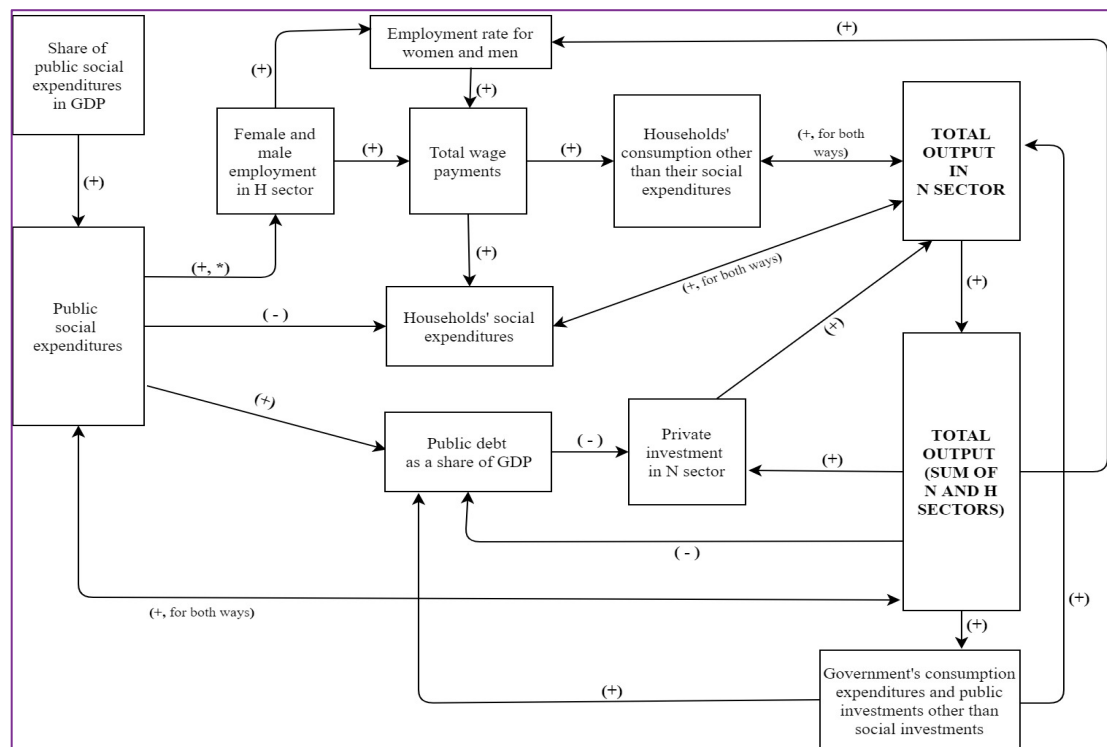 Share of
public social
expenditures
in GDP
(+)
Employment rate for
women and men
(+)
(+)
(+)
Female and
male
employment
in H sector
(+)
Total wage
payments
(+)
Households'
consumption other
than their social
expenditures
(+, for both
ways)
TOTAL
OUTPUT
IN
N SECTOR
(+)
(+, *)
(+)
(+, for both ways)
(+)
Public
social
expenditures
( - )
Households' social
expenditures
(+)
(+)
Public debt
as a share of GDP
( - )
Private
investment
in N sector
(+)
TOTAL
OUTPUT
(SUM OF
N AND H
SECTORS)
( - )
(+, for both ways)
(+)
(+)
(+)
Government's consumption
expenditures and public
investments other than
social investments